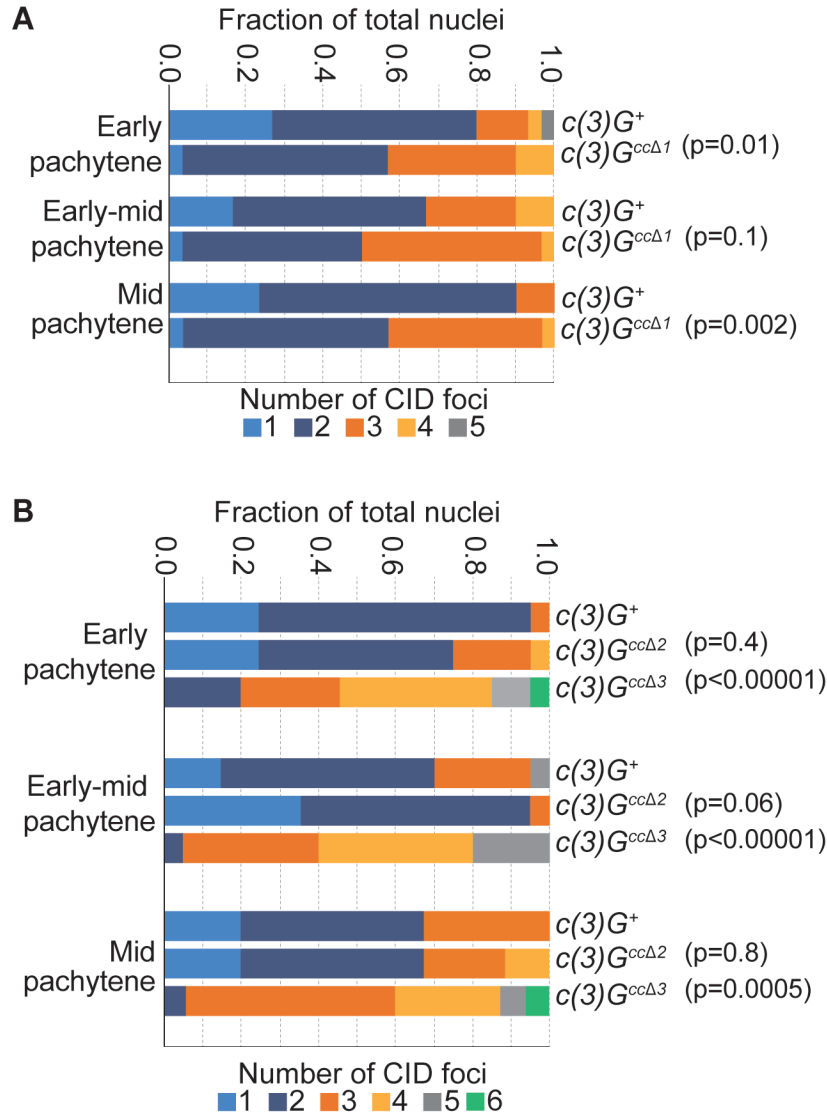 A
Fraction of total nuclei
0.0 0.2 0.4 0.6 0.8 1.0
Early
pachytene
c(3)G+
c(3)GccΔ1 (p=0.01)
Early-mid
pachytene
c(3)G+
c(3)GccΔ1 (p=0.1)
Mid
pachytene
c(3)G+
c(3)GccΔ1 (p=0.002)
Number of CID foci
1 2 3 4 5
B
Fraction of total nuclei
0.0 0.2 0.4 0.6 0.8 1.0
Early
pachytene
c(3)G+
c(3)GccΔ2 (p=0.4)
c(3)GccΔ3 (p<0.00001)
Early-mid
pachytene
c(3)G+
c(3)GccΔ2 (p=0.06)
c(3)GccΔ3 (p<0.00001)
Mid
pachytene
c(3)G+
c(3)GccΔ2 (p=0.8)
c(3)GccΔ3 (p=0.0005)
Number of CID foci
1 2 3 4 5 6